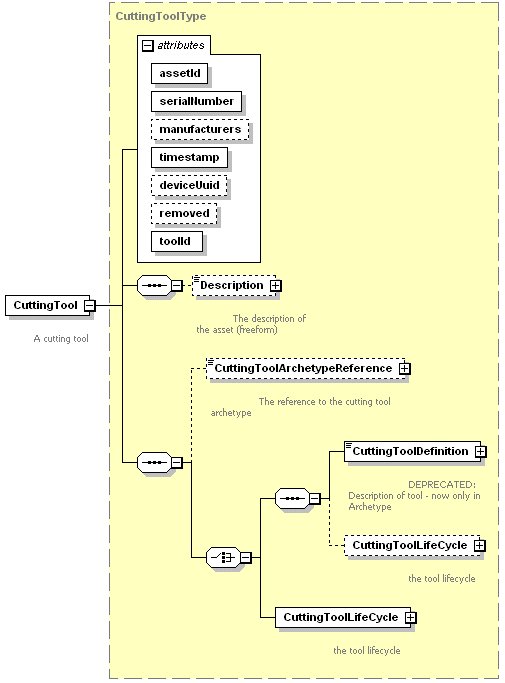 CuttingToolType
attributes
assetId
serialNumber
manufacturers
timestamp
deviceUuid
removed
toolId
Description
The description of
the asset (freeform)
CuttingTool
A cutting tool
CuttingToolArchetypeReference
The reference to the cutting tool
archetype
CuttingToolDefinition
DEPRECATED:
Description of tool - now only in
Archetype
CuttingToolLifeCycle
the tool lifecycle
CuttingToolLifeCycle
the tool lifecycle